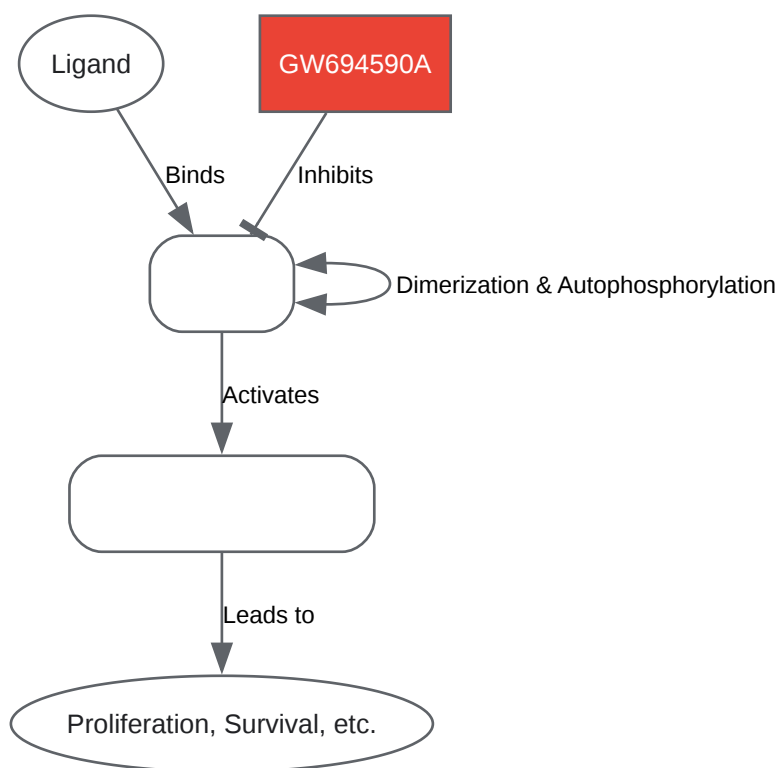 Ligand
GW694590A
Binds
Inhibits
Dimerization & Autophosphorylation
Activates
Leads to
Proliferation, Survival, etc.